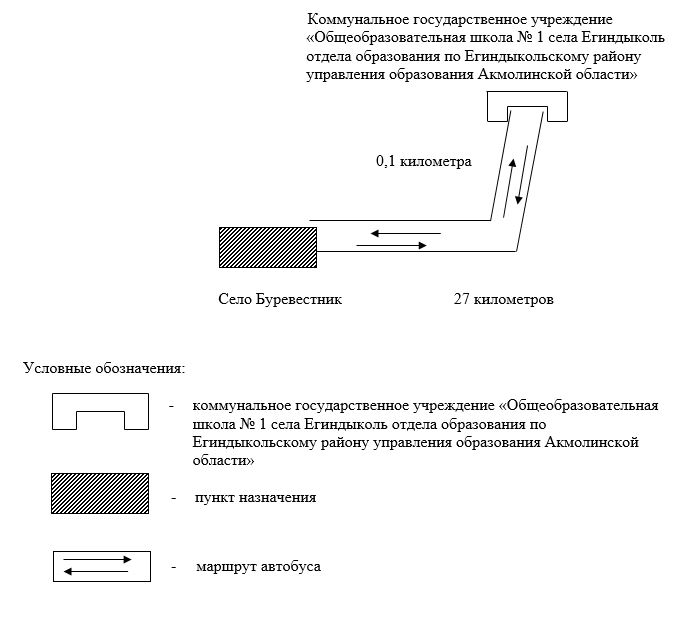 Коммунальное государственное учреждение
«Общеобразовательная школа № 1 села Егиндыколь
отдела образования по Егиндыкольскому району
управления образования Акмолинской области»
0,1 километра
Село Буревестник
27 километров
Условные обозначения:
- коммунальное государственное учреждение «Общеобразовательная
школа № 1 села Егиндыколь отдела образования по
Егиндыкольскому району управления образования Акмолинской
области»
- пункт назначения
- маршрут автобуса